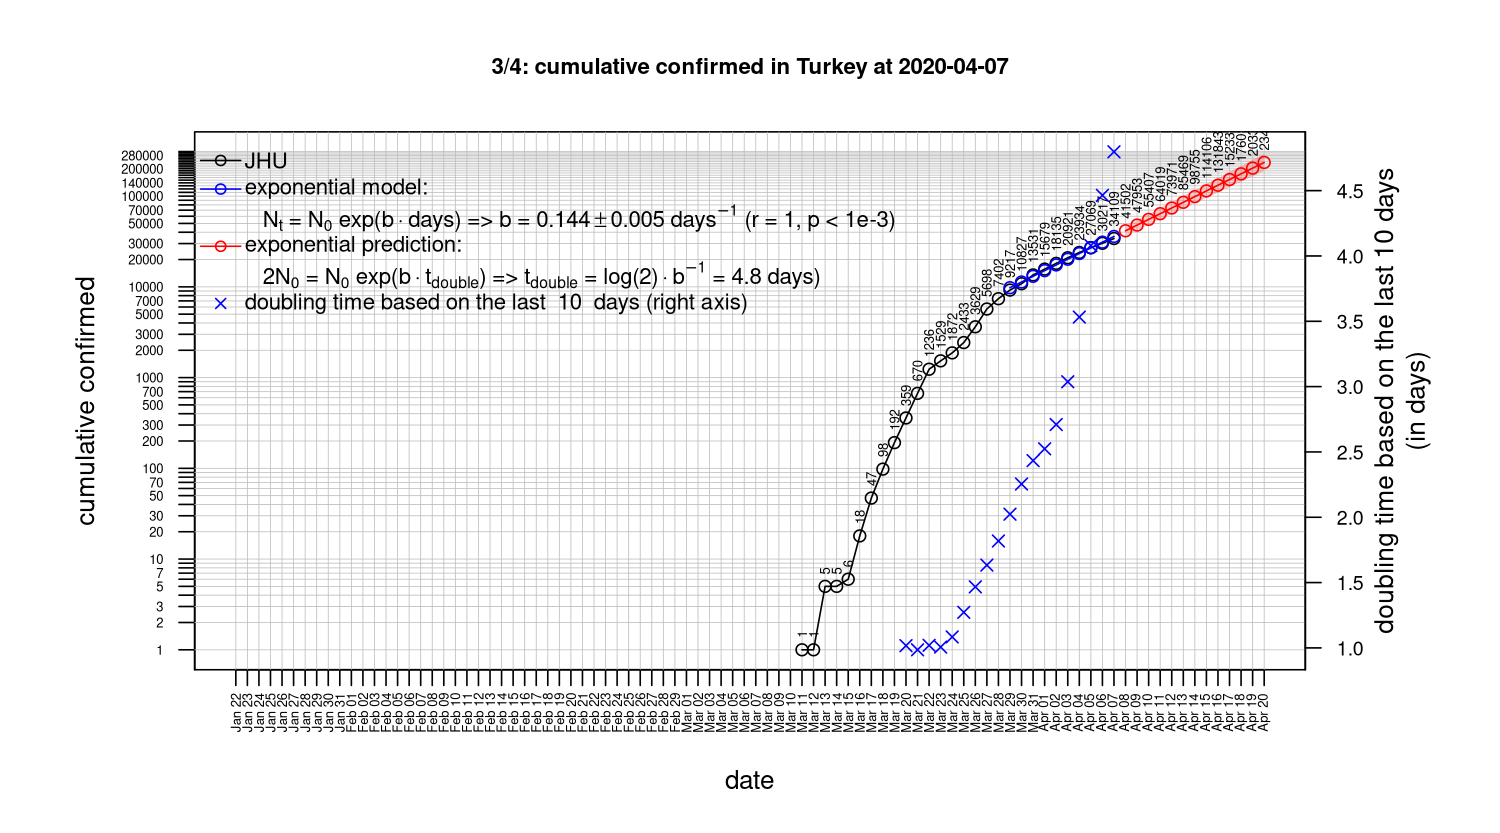 3/4: cumulative confirmed in Turkey at 2020-04-07
JHU
exponential model:
Nt = N0 exp(b · days) => b = 0.144 ± 0.005 days−1 (r = 1, p < 1e-3)
exponential prediction:
2N0 = N0 exp(b · tdouble) => tdouble = log(2) · b−1 = 4.8 days)
doubling time based on the last 10 days (right axis)
cumulative confirmed
280000
200000
140000
100000
70000
50000
30000
20000
10000
7000
5000
3000
2000
1000
700
500
300
200
100
70
50
30
20
10
7
5
3
2
1
1
1
5
5
6
18
47
98
192
359
670
1236
1529
1872
2433
3629
5698
7402
9217
10827
13531
15679
18135
20921
23934
27069
30217
34109
41502
47953
55407
64019
73971
85469
98755
114106
131843
15233
1760
203
234
4.5
4.0
3.5
3.0
2.5
2.0
1.5
1.0
doubling time based on the last 10 days
(in days)
Jan 22
Jan 23
Jan 24
Jan 25
Jan 26
Jan 27
Jan 28
Jan 29
Jan 30
Jan 31
Feb 01
Feb 02
Feb 03
Feb 04
Feb 05
Feb 06
Feb 07
Feb 08
Feb 09
Feb 10
Feb 11
Feb 12
Feb 13
Feb 14
Feb 15
Feb 16
Feb 17
Feb 18
Feb 19
Feb 20
Feb 21
Feb 22
Feb 23
Feb 24
Feb 25
Feb 26
Feb 27
Feb 28
Feb 29
Mar 01
Mar 02
Mar 03
Mar 04
Mar 05
Mar 06
Mar 07
Mar 08
Mar 09
Mar 10
Mar 11
Mar 12
Mar 13
Mar 14
Mar 15
Mar 16
Mar 17
Mar 18
Mar 19
Mar 20
Mar 21
Mar 22
Mar 23
Mar 24
Mar 25
Mar 26
Mar 27
Mar 28
Mar 29
Mar 30
Mar 31
Apr 01
Apr 02
Apr 03
Apr 04
Apr 05
Apr 06
Apr 07
Apr 08
Apr 09
Apr 10
Apr 11
Apr 12
Apr 13
Apr 14
Apr 15
Apr 16
Apr 17
Apr 18
Apr 19
Apr 20
date